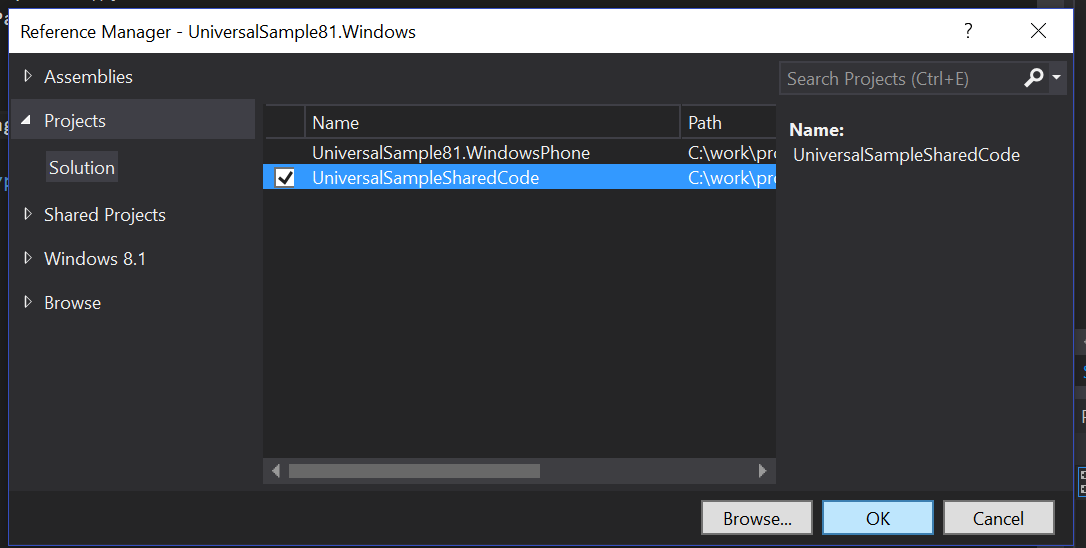 Reference Manager - UniversalSample81.Windows
?
Assemblies
Search Projects (Ctrl+E)
Projects
Solution
Shared Projects
Windows 8.1
Browse
Name Path
UniversalSample81.WindowsPhone C:\work\pro
UniversalSampleSharedCode C:\work\pro
Name:
UniversalSampleSharedCode
Browse... OK Cancel